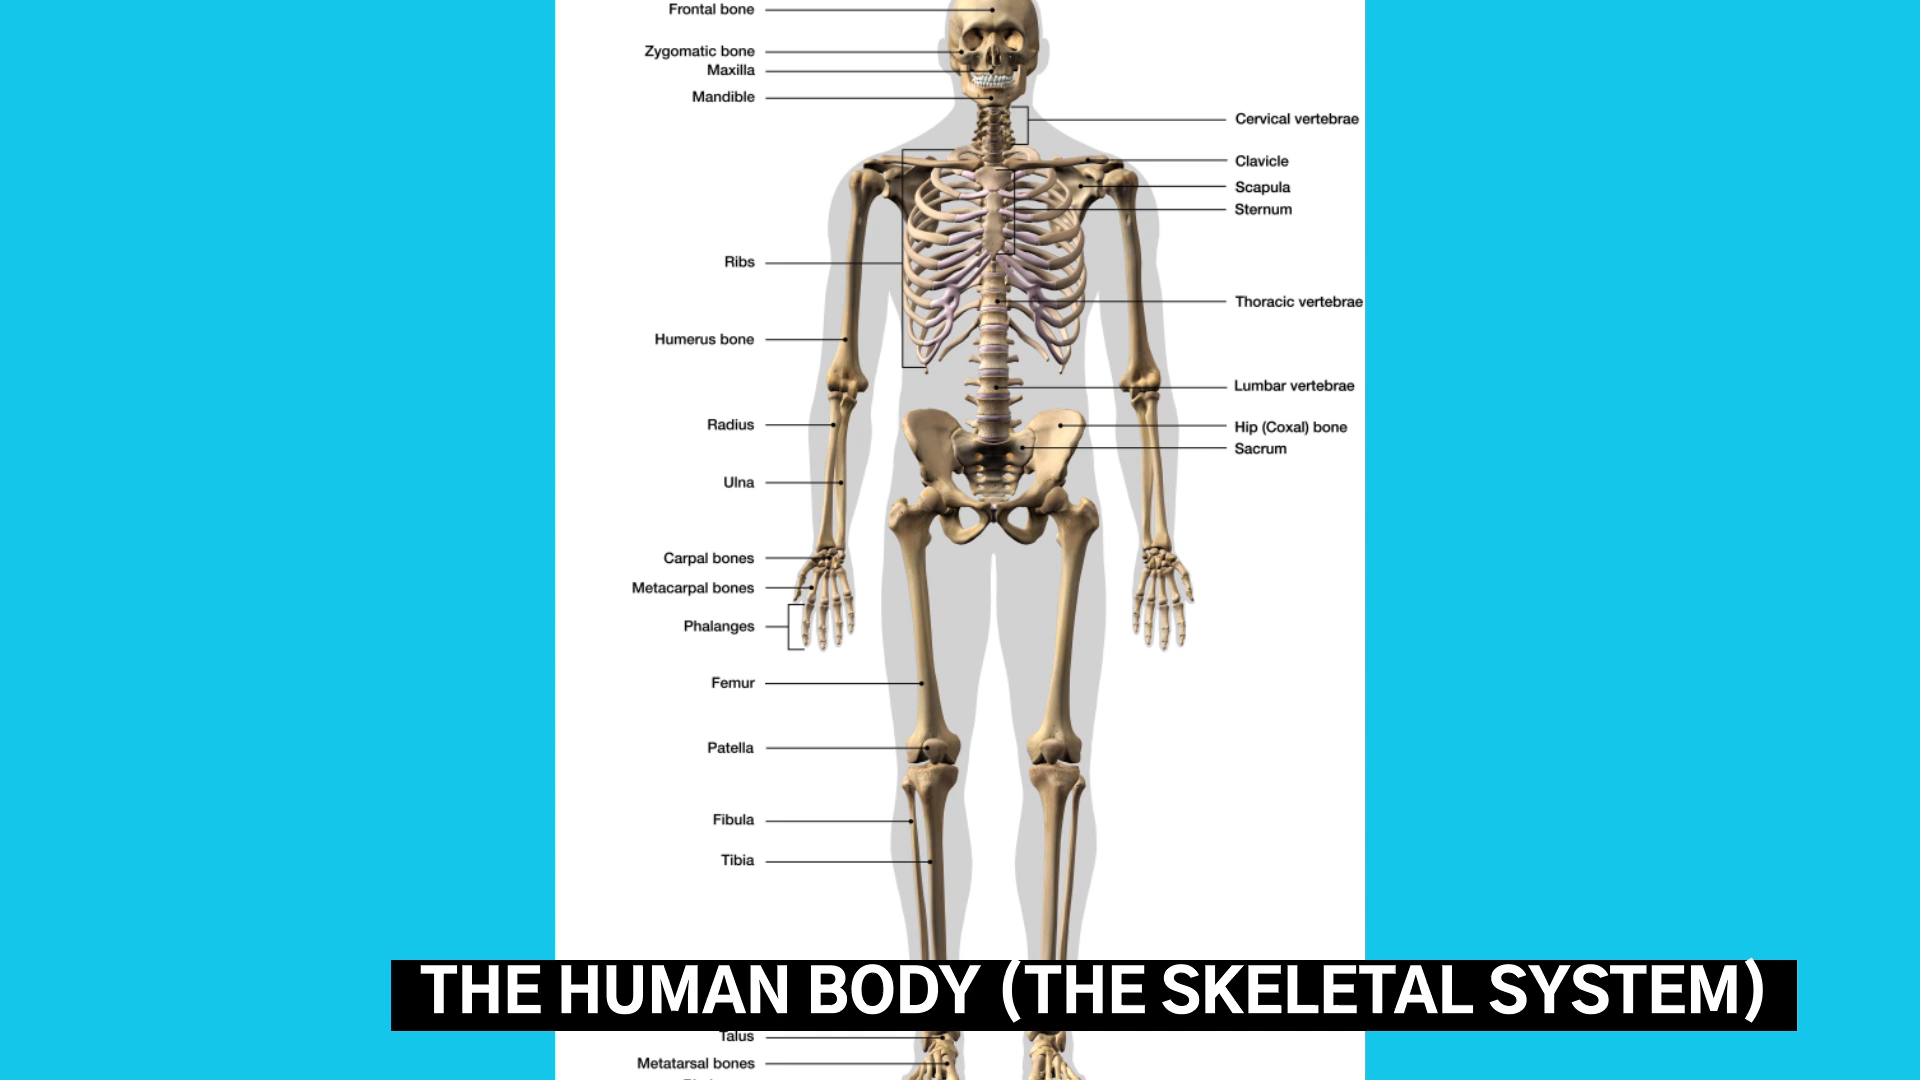 Frontal bone
Zygomatic bone
Maxilla
Mandible
Cervical vertebrae
Clavicle
Scapula
Sternum
Ribs
Thoracic vertebrae
Humerus bone
Lumbar vertebrae
Radius
Hip (Coxal) bone
Sacrum
Ulna
Carpal bones
Metacarpal bones
Phalanges
Femur
Patella
Fibula
Tibia
THE HUMAN BODY (THE SKELETAL SYSTEM)
Talus
Metatarsal bones